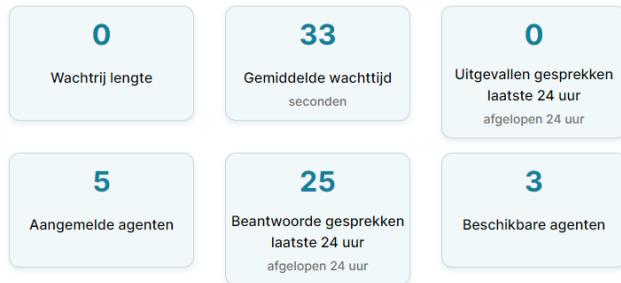 0
Wachtrij lengte
33
Gemiddelde wachttijd
seconden
0
Uitgevallen gesprekken
laatste 24 uur
afgelopen 24 uur
5
Aangemelde agenten
25
Beantwoorde gesprekken
laatste 24 uur
afgelopen 24 uur
3
Beschikbare agenten